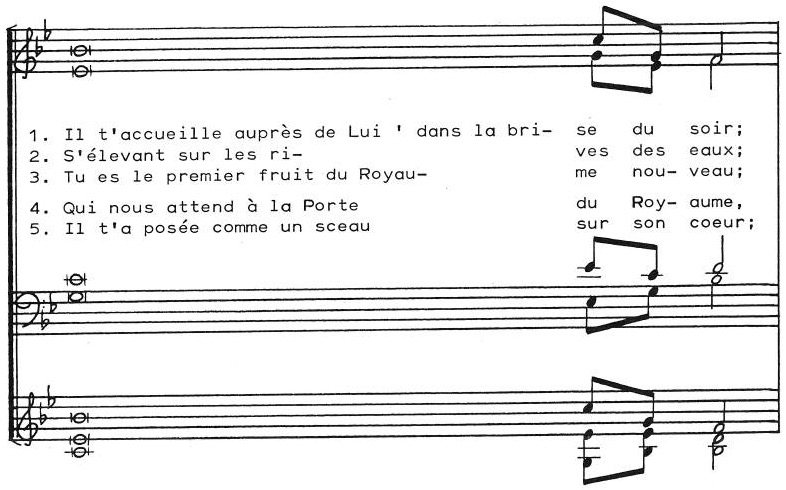 1. Il t'accueille auprès de Lui ' dans la bri- se du soir;
2. S'élevant sur les ri- ves des eaux;
3. Tu es le premier fruit du Royau- me nou- veau;
4. Qui nous attend à la Porte du Roy- aume,
5. Il t'a posée comme un sceau sur son coeur;